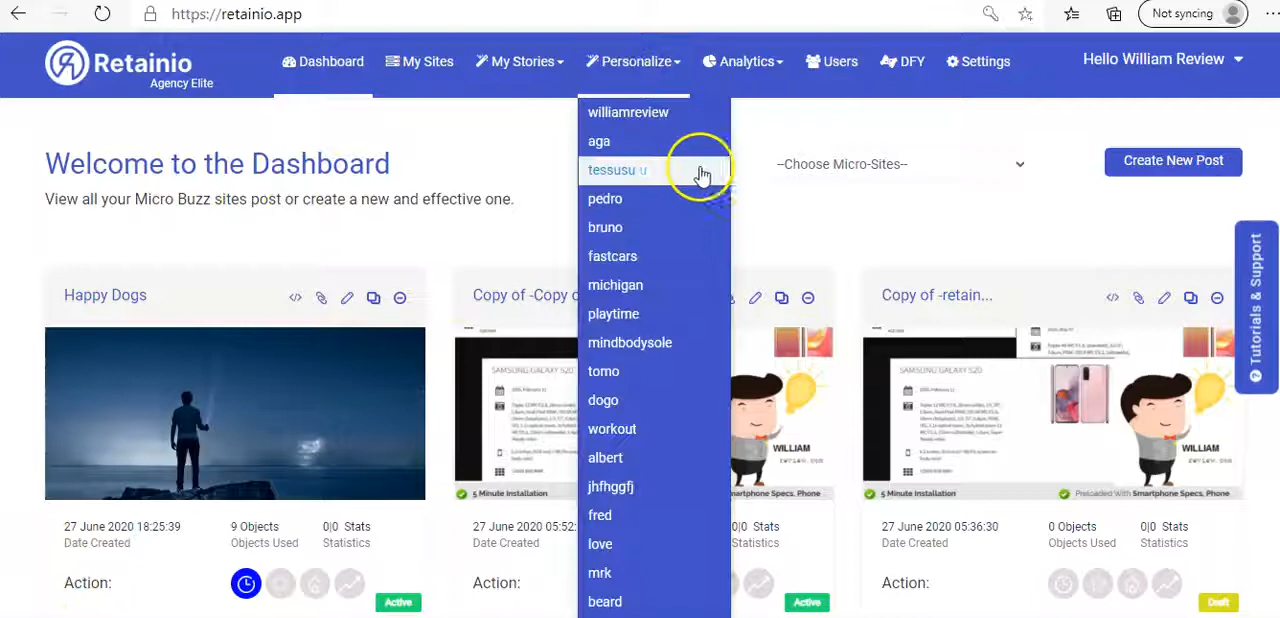 https://retainio.app
Not syncing
Retainio
Agency Elite
Dashboard
My Sites
My Stories
Personalize
Analytics
Users
DFY
Settings
Hello William Review
williamreview
aga
tessusu
pedro
bruno
fastcars
michigan
playtime
mindbodysole
tomo
dogo
workout
albert
jhfhggfj
fred
love
mrk
beard
Welcome to the Dashboard
View all your Micro Buzz sites post or create a new and effective one.
--Choose Micro-Sites--
Create New Post
Tutorials & Support
Happy Dogs
27 June 2020 18:25:39
Date Created
9 Objects
Objects Used
0|0 Stats
Statistics
Action:
Active
Copy of -Copy
SAMSUNG GALAXY S20
WILLIAM
5 Minute Installation
martphone Specs, Phone
27 June 2020 05:52:
Date Created
0|0 Stats
Statistics
Action:
Active
Copy of -retain...
SAMSUNG GALAXY S20
WILLIAM
5 Minute Installation
Preloaded With Smartphone Specs, Phone
27 June 2020 05:36:30
Date Created
0 Objects
Objects Used
0|0 Stats
Statistics
Action:
Draft